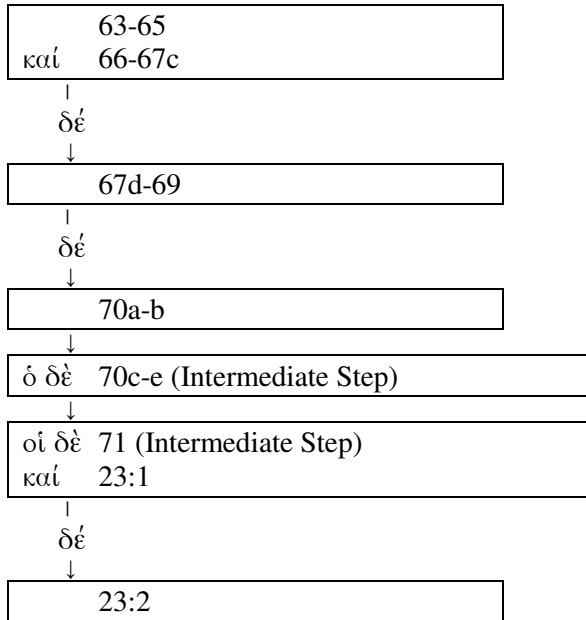 63-65
καί 66-67c
δέ
67d-69
δέ
70a-b
ὁ δὲ 70c-e (Intermediate Step)
οἱ δὲ 71 (Intermediate Step)
καί 23:1
δέ
23:2